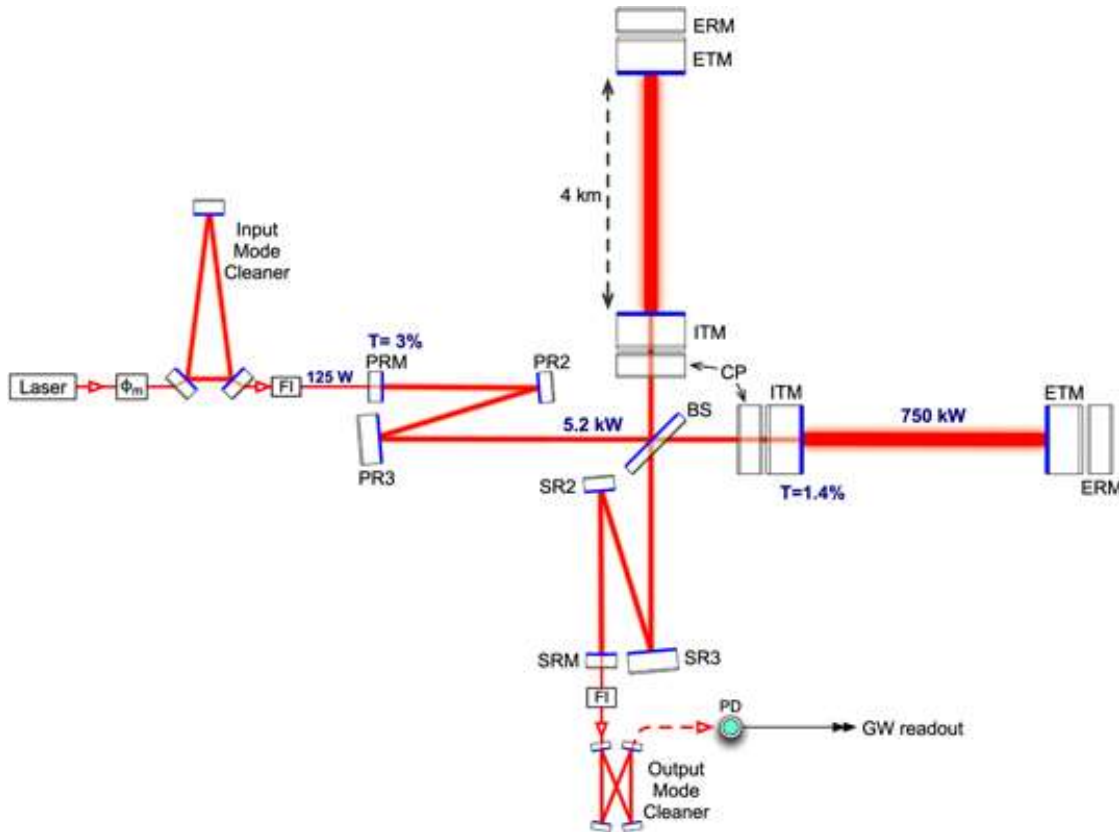 ERM
ETM
4 km
Input
Mode
Cleaner
ITM
T= 3%
PRM
PR2
CP
Laser
Φm
FI
125 W
BS
ITM
750 kW
ETM
5.2 kW
PR3
SR2
T=1.4%
ERM
SRM
SR3
FI
PD
GW readout
Output
Mode
Cleaner